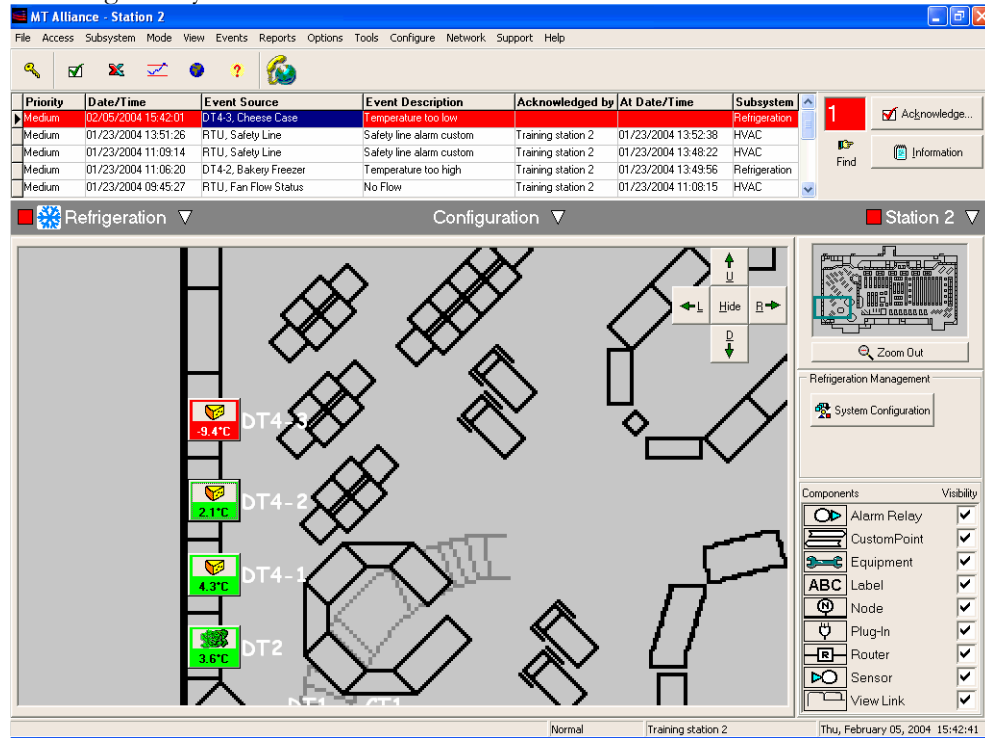 MT Alliance - Station 2
File Access Subsystem Mode View Events Reports Options Tools Configure Network Support Help
Priority Date/Time Event Source Event Description Acknowledged by At Date/Time Subsystem
Medium 02/05/2004 15:42:01 DT4-3, Cheese Case Temperature too low Refrigeration
Medium 01/23/2004 13:51:26 RTU, Safety Line Safety line alarm custom Training station 2 01/23/2004 13:52:38 HVAC
Medium 01/23/2004 11:09:14 RTU, Safety Line Safety line alarm custom Training station 2 01/23/2004 13:48:22 HVAC
Medium 01/23/2004 11:06:20 DT4-2, Bakery Freezer Temperature too high Training station 2 01/23/2004 13:49:56 Refrigeration
Medium 01/23/2004 09:45:27 RTU, Fan Flow Status No Flow Training station 2 01/23/2004 11:08:15 HVAC
1
Find
Acknowledge...
Information
Refrigeration Configuration Station 2
U
L Hide R
D
Zoom Out
Refrigeration Management
System Configuration
-9.4°C DT4-3
2.1°C DT4-2
4.3°C DT4-1
3.6°C DT2
DT1 CT1
Components Visibility
Alarm Relay
CustomPoint
Equipment
ABC Label
N Node
Plug-In
R Router
Sensor
View Link
Normal Training station 2 Thu, February 05, 2004 15:42:41